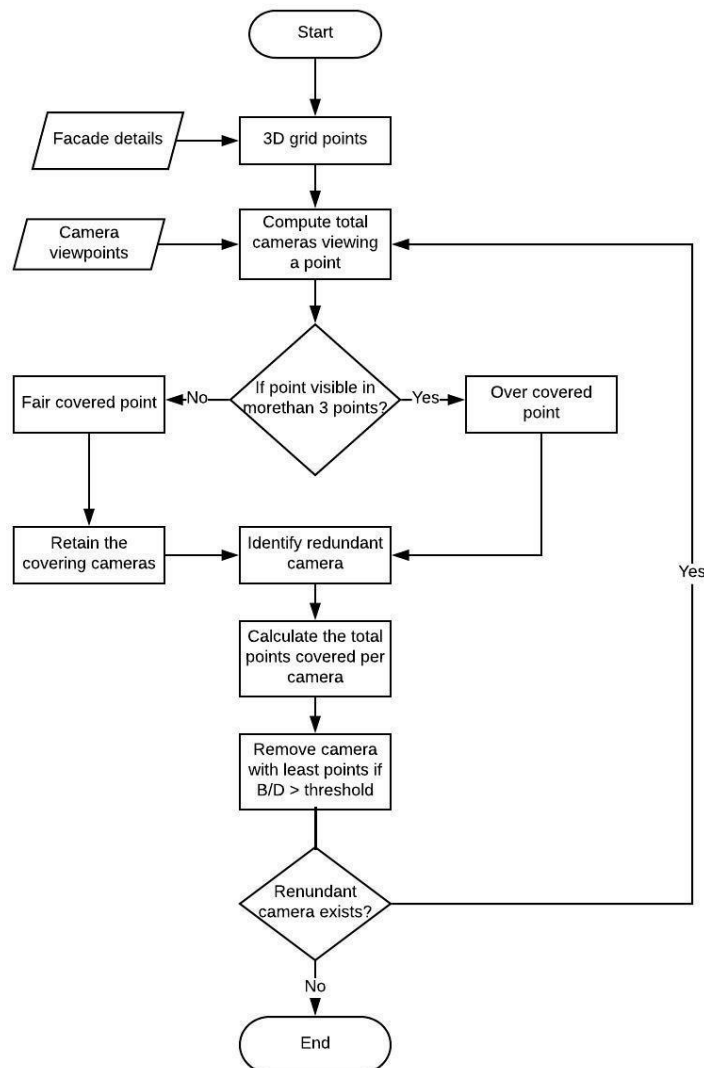 Start
Facade details
3D grid points
Camera
viewpoints
Compute total
cameras viewing
a point
If point visible in
morethan 3 points?
No
Yes
Fair covered point
Over covered
point
Retain the
covering cameras
Identify redundant
camera
Yes
Calculate the total
points covered per
camera
Remove camera
with least points if
B/D > threshold
Renundant
camera exists?
No
End